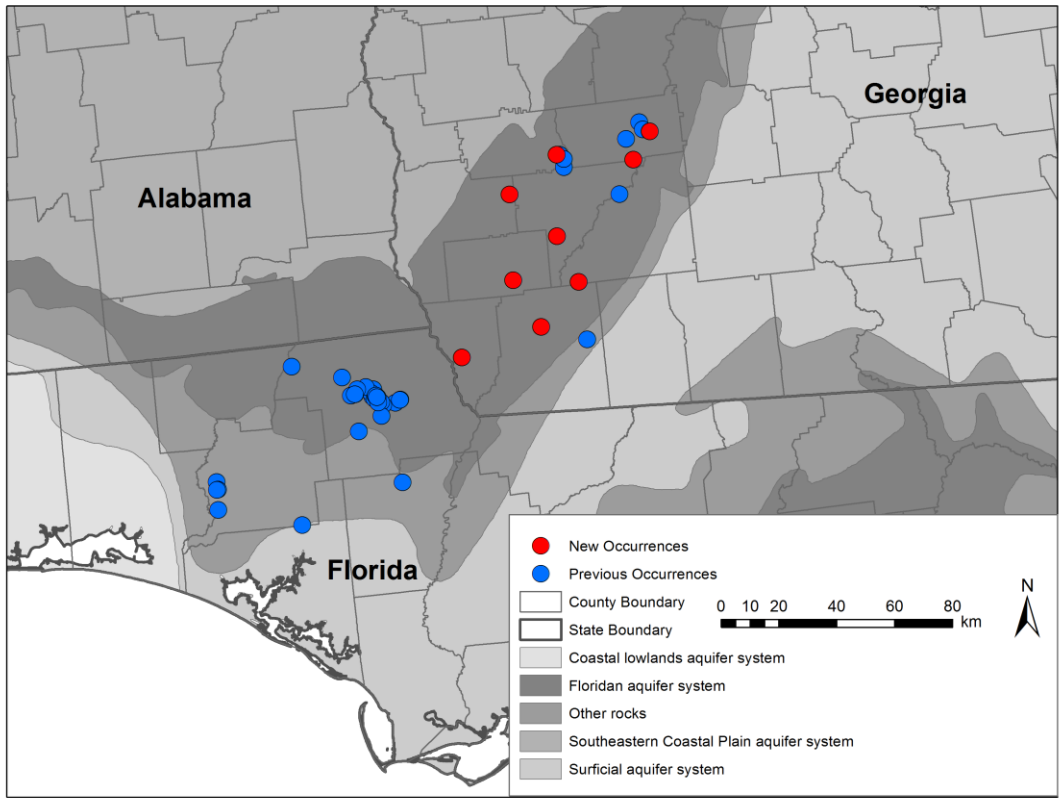 Georgia
Alabama
Florida
New Occurrences
Previous Occurrences
County Boundary
State Boundary
Coastal lowlands aquifer system
Floridan aquifer system
Other rocks
Southeastern Coastal Plain aquifer system
Surficial aquifer system
N
0 5 10 20 40 60 80
km